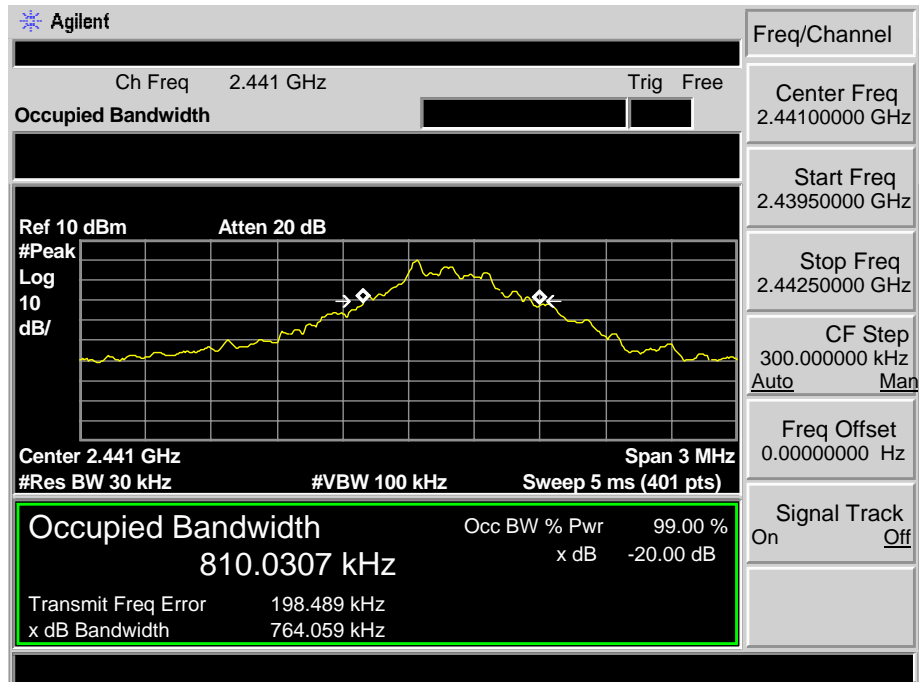 Agilent
Ch Freq 2.441 GHz Trig Free
Occupied Bandwidth
Ref 10 dBm Atten 20 dB
#Peak
Log
10
dB/
Center 2.441 GHz Span 3 MHz
#Res BW 30 kHz #VBW 100 kHz Sweep 5 ms (401 pts)
Occupied Bandwidth Occ BW % Pwr 99.00 %
810.0307 kHz x dB -20.00 dB
Transmit Freq Error 198.489 kHz
x dB Bandwidth 764.059 kHz
Freq/Channel
Center Freq
2.44100000 GHz
Start Freq
2.43950000 GHz
Stop Freq
2.44250000 GHz
CF Step
300.000000 kHz
Auto Man
Freq Offset
0.00000000 Hz
Signal Track
On Off